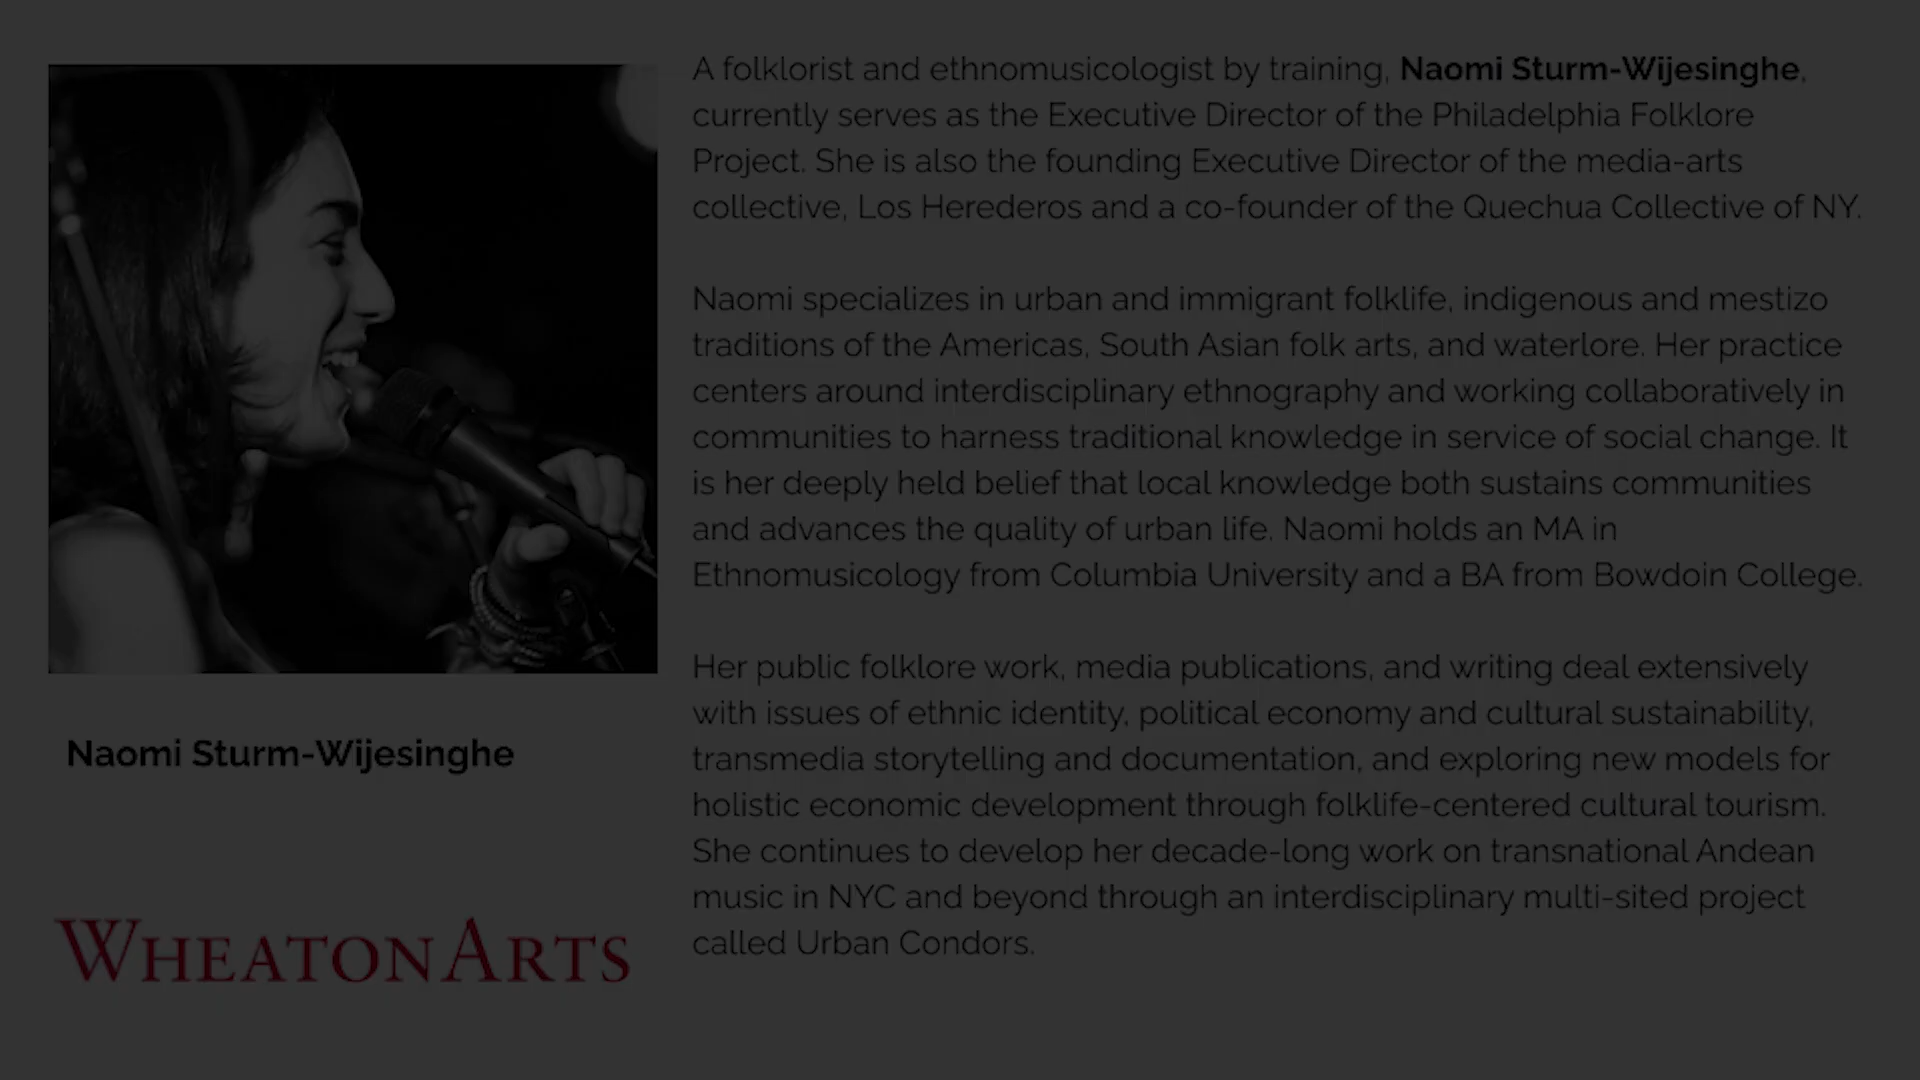 A folklorist and ethnomusicologist by training, Naomi Sturm-Wijesinghe,
currently serves as the Executive Director of the Philadelphia Folklore
Project. She is also the founding Executive Director of the media-arts
collective, Los Herederos and a co-founder of the Quechua Collective of NY.
Naomi specializes in urban and immigrant folklife, indigenous and mestizo
traditions of the Americas, South Asian folk arts, and waterlore. Her practice
centers around interdisciplinary ethnography and working collaboratively in
communities to harness traditional knowledge in service of social change. It
is her deeply held belief that local knowledge both sustains communities
and advances the quality of urban life. Naomi holds an MA in
Ethnomusicology from Columbia University and a BA from Bowdoin College.
Her public folklore work, media publications, and writing deal extensively
with issues of ethnic identity, political economy and cultural sustainability,
transmedia storytelling and documentation, and exploring new models for
holistic economic development through folklife-centered cultural tourism.
She continues to develop her decade-long work on transnational Andean
music in NYC and beyond through an interdisciplinary multi-sited project
called Urban Condors.
Naomi Sturm-Wijesinghe
WHEATONARTS